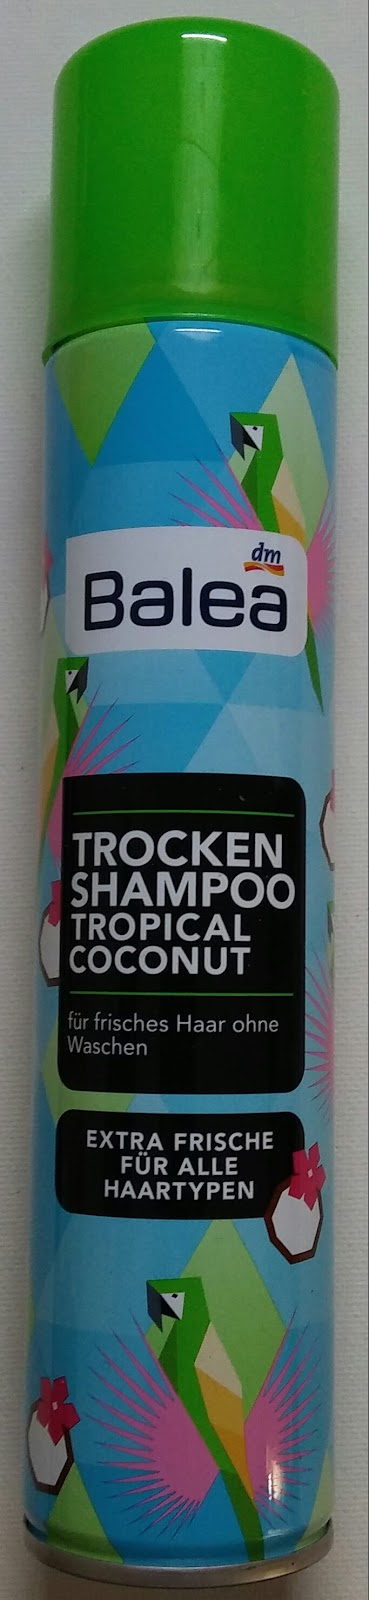 dm
Balea
TROCKEN
SHAMPOO
TROPICAL
COCONUT
für frisches Haar ohne
Waschen
EXTRA FRISCHE
FÜR ALLE
HAARTYPEN